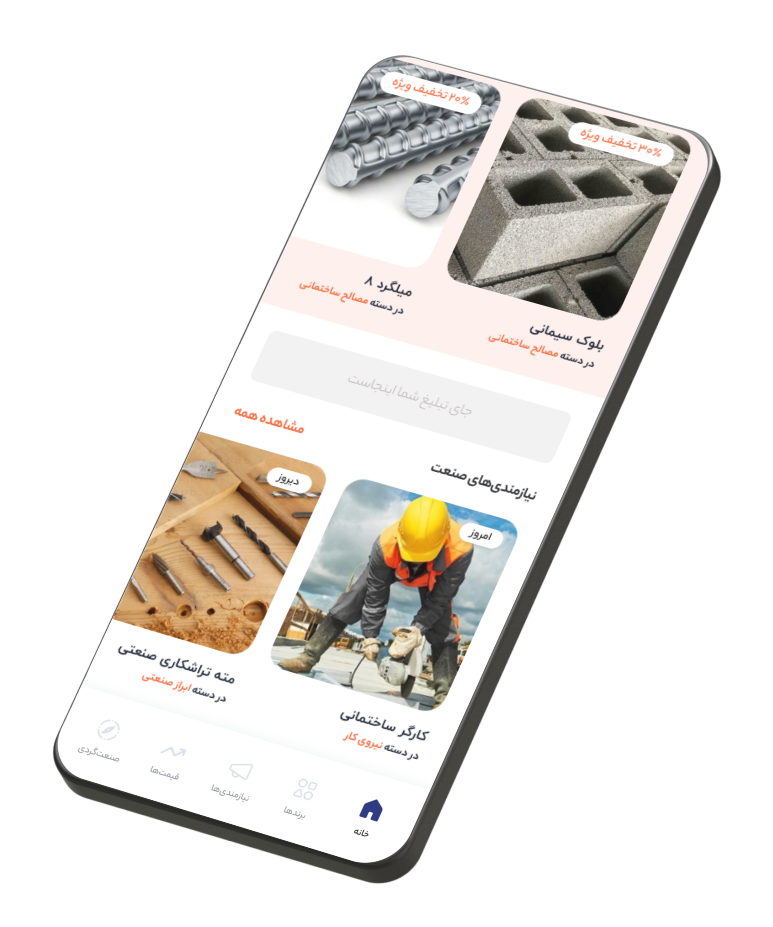 ۳۰% تخفیف ویژه
۲۰% تخفیف ویژه
بلوک سیمانی
در دسته مصالح ساختمانی
میلگرد ۸
در دسته مصالح ساختمانی
جای تبلیغ شما اینجاست
نیازمندی‌های صنعت
مشاهده همه
امروز
دیروز
کارگر ساختمانی
در دسته نیروی کار
مته تراشکاری صنعتی
در دسته ابراز صنعتی
خانه
برندها
نیازمندی‌ها
قیمت‌ها
صنعت‌گردی